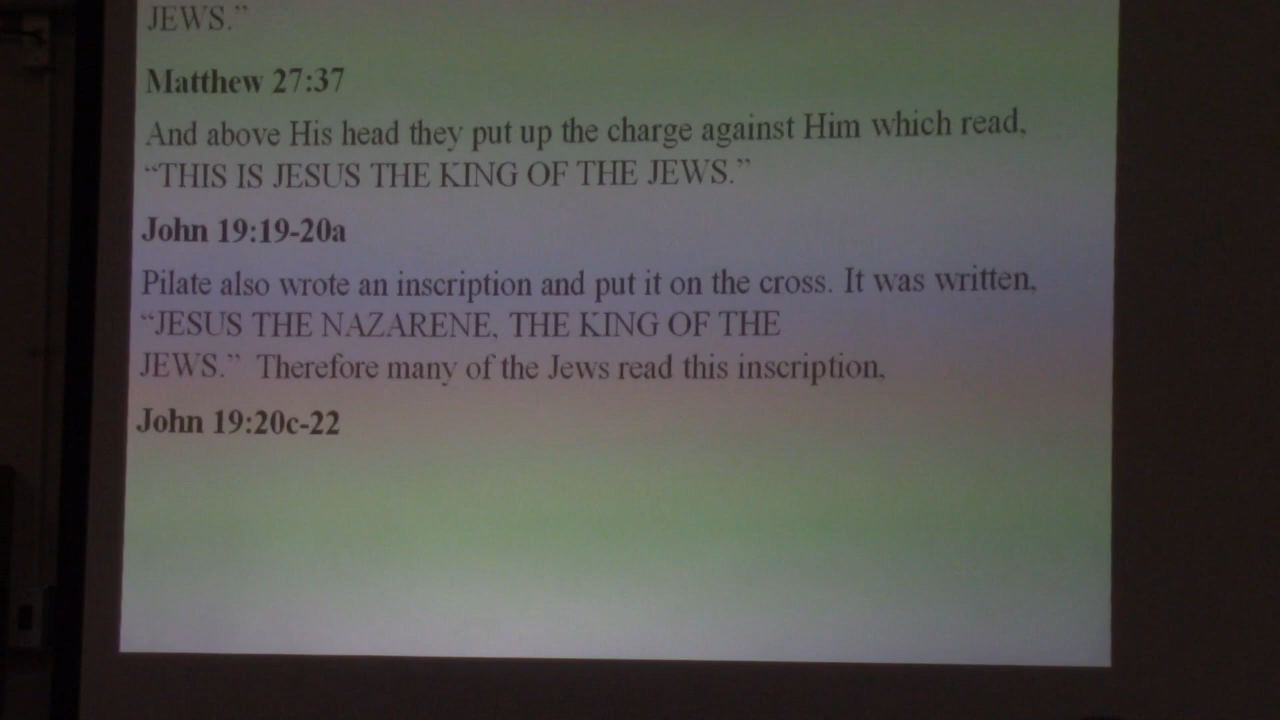 JEWS.”
Matthew 27:37
And above His head they put up the charge against Him which read,
“THIS IS JESUS THE KING OF THE JEWS.”
John 19:19-20a
Pilate also wrote an inscription and put it on the cross. It was written,
“JESUS THE NAZARENE, THE KING OF THE
JEWS.” Therefore many of the Jews read this inscription,
John 19:20c-22